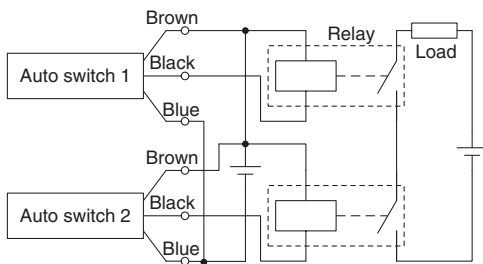 Brown
Relay
Auto switch 1
Black
Load
Blue
Brown
Auto switch 2
Black
Blue